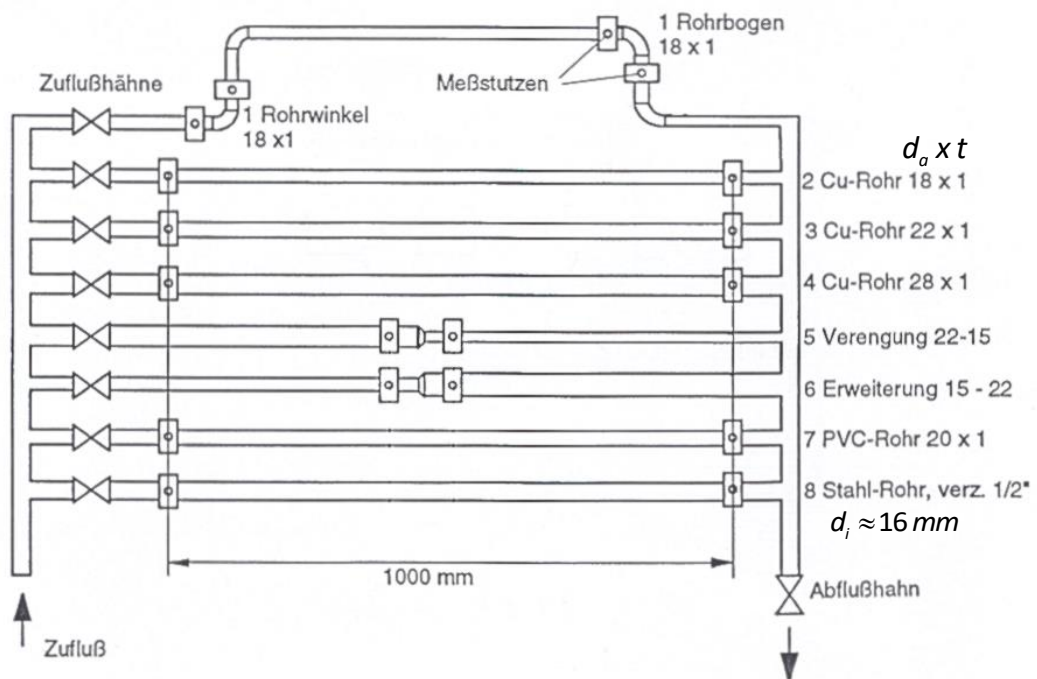 1 Rohrbogen
18 x 1
Zuflußhähne
Meßstutzen
1 Rohrwinkel
18 x1
dₐ x t
2 Cu-Rohr 18 x 1
3 Cu-Rohr 22 x 1
4 Cu-Rohr 28 x 1
5 Verengung 22-15
6 Erweiterung 15 - 22
7 PVC-Rohr 20 x 1
8 Stahl-Rohr, verz. 1/2"
dᵢ ≈ 16 mm
1000 mm
Abflußhahn
Zufluß